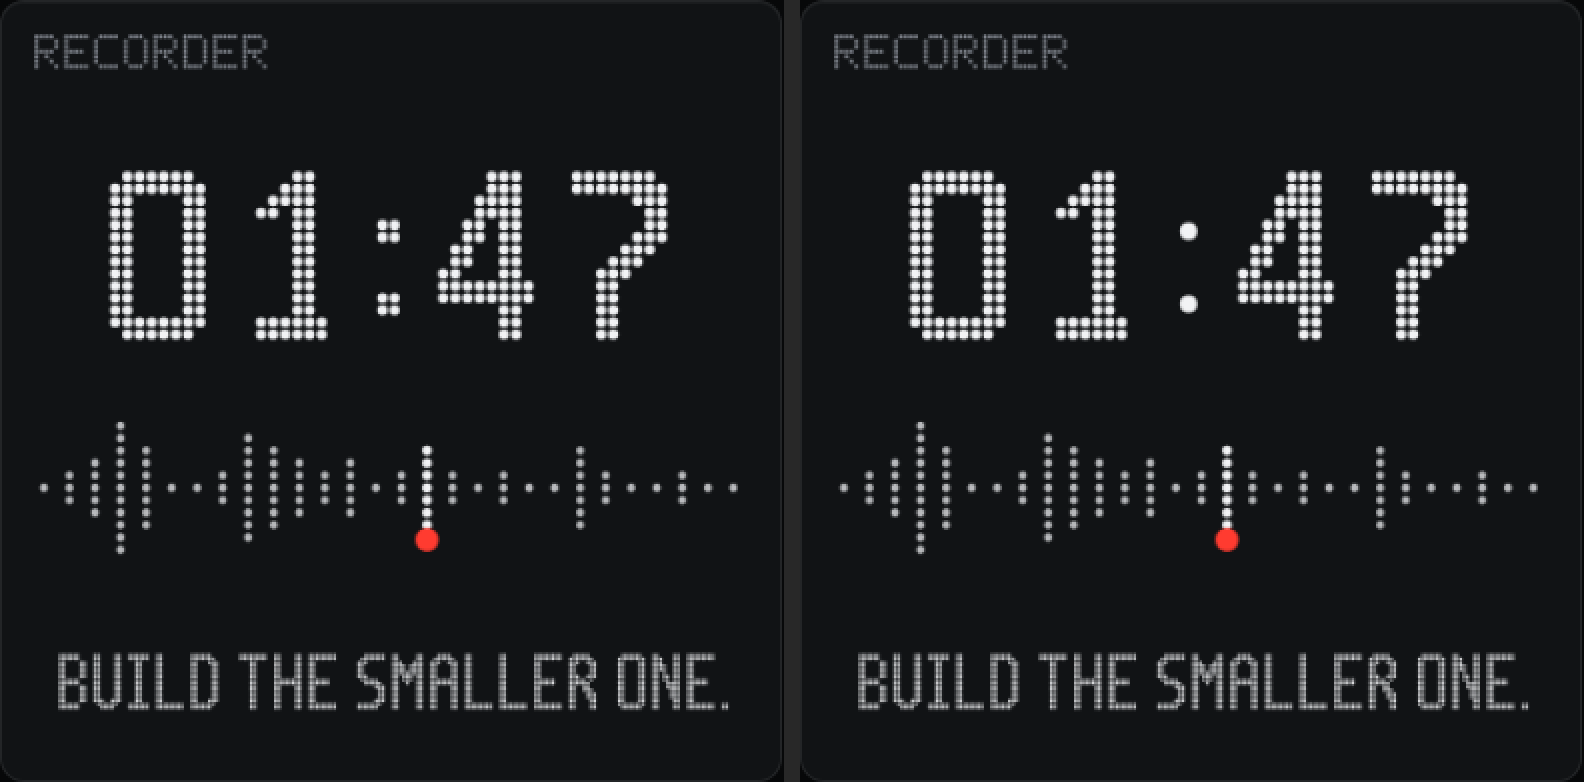 RECORDER
01:47
BUILD THE SMALLER ONE.
RECORDER
01:47
BUILD THE SMALLER ONE.